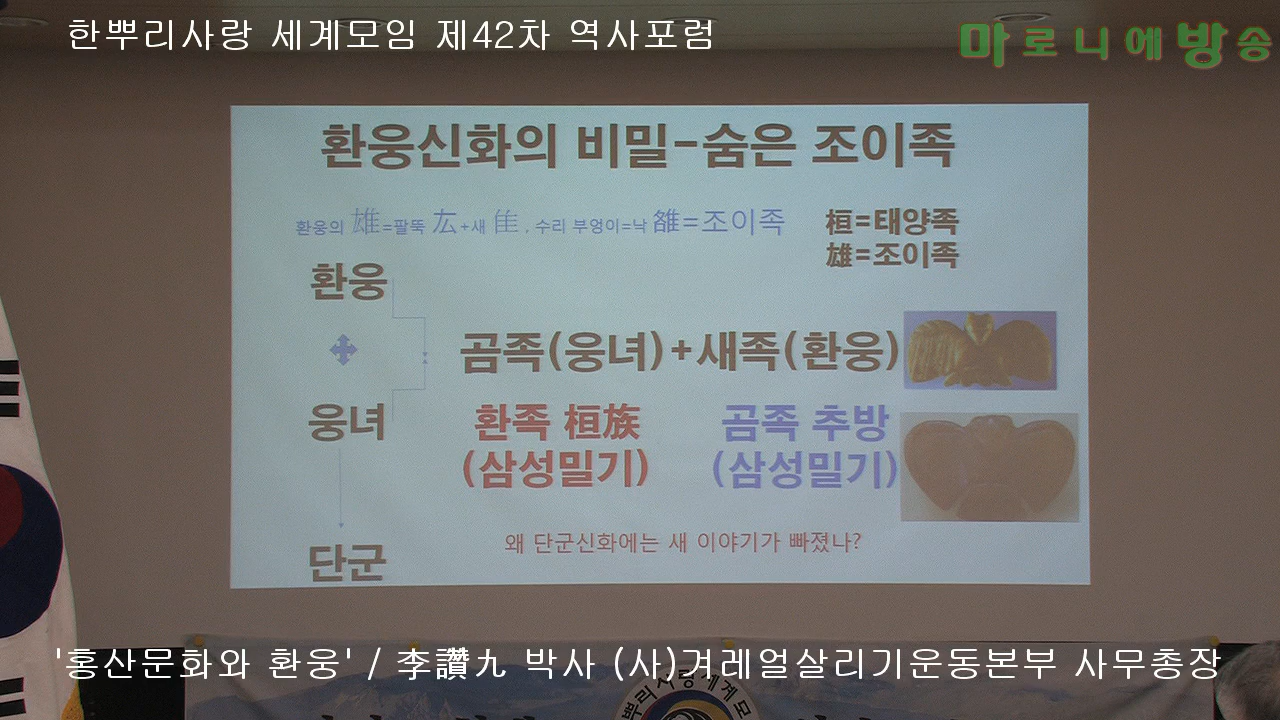 한뿌리사랑 세계모임 제42차 역사포럼
마로니에방송
환웅신화의 비밀-숨은 조이족
환웅의 雄=팔뚝 厷+새 隹, 수리 부엉이=낙 雒=조이족
桓=태양족
雄=조이족
환웅
곰족(웅녀)+새족(환웅)
웅녀
환족 桓族
(삼성밀기)
곰족 추방
(삼성밀기)
왜 단군신화에는 새 이야기가 빠졌나?
단군
'홍산문화와 환웅' / 李讚九 박사 (사)겨레얼살리기운동본부 사무총장
뿌리사랑세계모